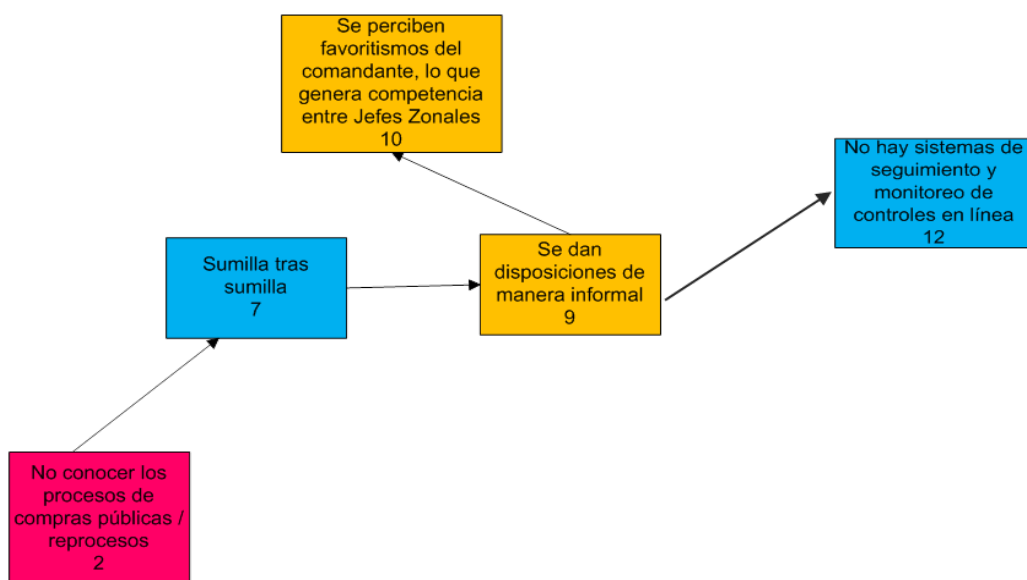 Se perciben
favoritismos del
comandante, lo que
genera competencia
entre Jefes Zonales
10
No hay sistemas de
seguimiento y
monitoreo de
controles en línea
12
Sumilla tras
sumilla
7
Se dan
disposiciones de
manera informal
9
No conocer los
procesos de
compras públicas /
reprocesos
2